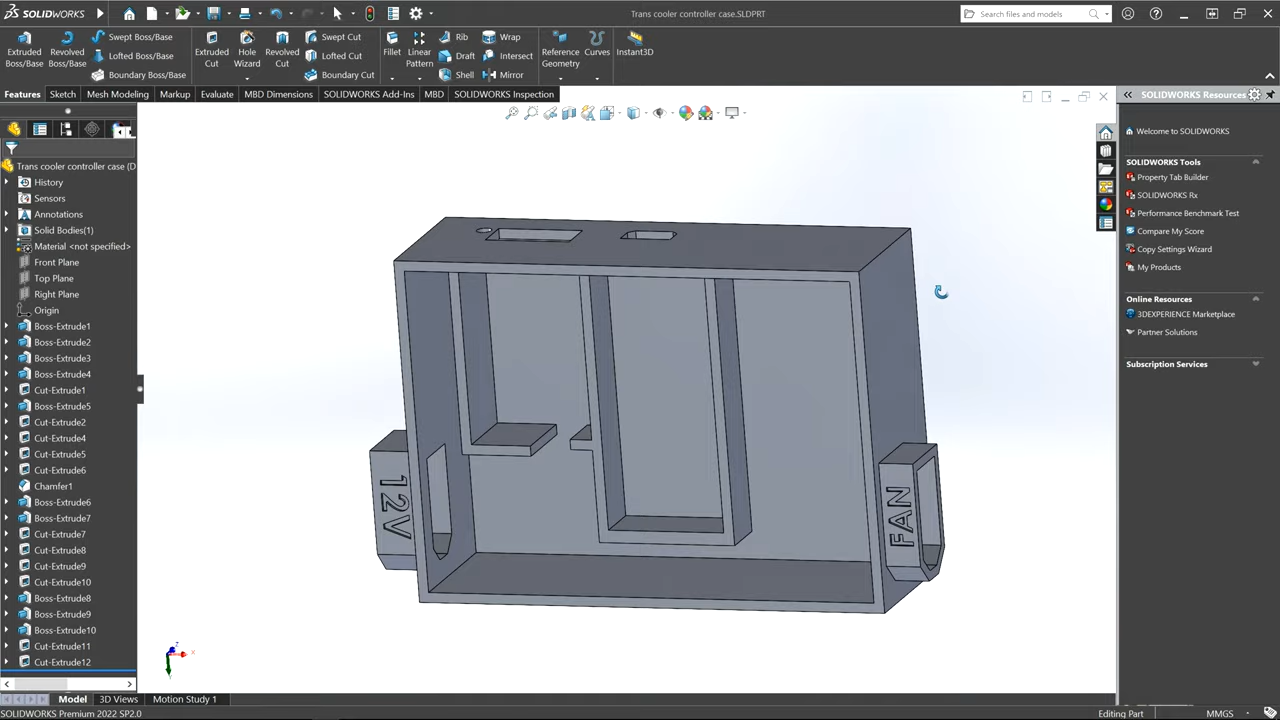 SOLIDWORKS
Trans cooler controller case.SLDPRT
Search files and models
Extruded Boss/Base
Revolved Boss/Base
Swept Boss/Base
Lofted Boss/Base
Boundary Boss/Base
Extruded Cut
Hole Wizard
Revolved Cut
Swept Cut
Lofted Cut
Boundary Cut
Fillet
Linear Pattern
Rib
Draft
Shell
Wrap
Intersect
Mirror
Reference Geometry
Curves
Instant3D
Features
Sketch
Mesh Modeling
Markup
Evaluate
MBD Dimensions
SOLIDWORKS Add-Ins
MBD
SOLIDWORKS Inspection
Trans cooler controller case (D
History
Sensors
Annotations
Solid Bodies(1)
Material <not specified>
Front Plane
Top Plane
Right Plane
Origin
Boss-Extrude1
Boss-Extrude2
Boss-Extrude3
Boss-Extrude4
Cut-Extrude1
Boss-Extrude5
Cut-Extrude2
Cut-Extrude4
Cut-Extrude5
Cut-Extrude6
Chamfer1
Boss-Extrude6
Boss-Extrude7
Cut-Extrude7
Cut-Extrude8
Cut-Extrude9
Cut-Extrude10
Boss-Extrude8
Boss-Extrude9
Boss-Extrude10
Cut-Extrude11
Cut-Extrude12
12V
FAN
SOLIDWORKS Resources
Welcome to SOLIDWORKS
SOLIDWORKS Tools
Property Tab Builder
SOLIDWORKS Rx
Performance Benchmark Test
Compare My Score
Copy Settings Wizard
My Products
Online Resources
3DEXPERIENCE Marketplace
Partner Solutions
Subscription Services
Model
3D Views
Motion Study 1
SOLIDWORKS Premium 2022 SP2.0
Editing Part
MMGS